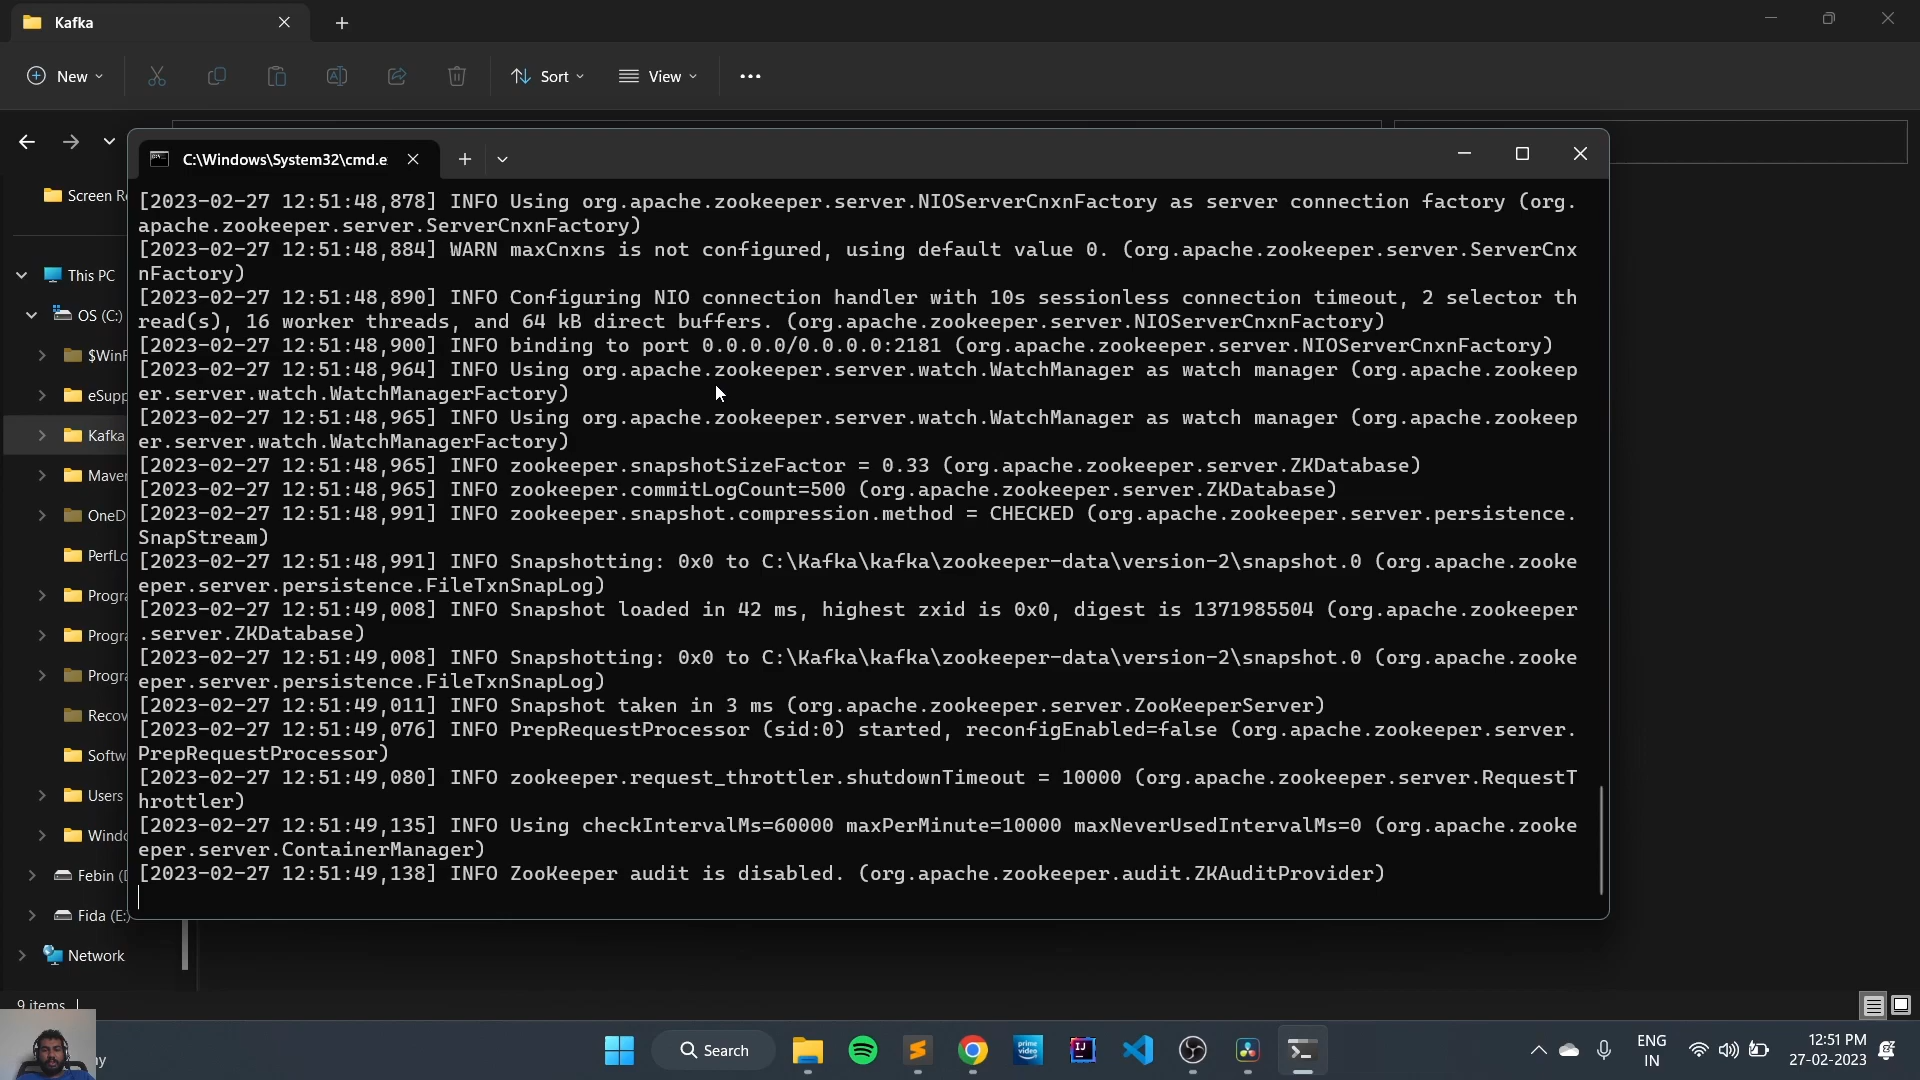 Kafka
New
Sort
View
C:\Windows\System32\cmd.e
Screen Re
This PC
OS (C:)
$WinR
eSupp
Kafka
Maven
OneD
PerfLo
Progra
Progra
Progra
Recov
Softw
Users
Windo
Febin (D
Fida (E:)
Network
9 items
[2023-02-27 12:51:48,878] INFO Using org.apache.zookeeper.server.NIOServerCnxnFactory as server connection factory (org.
apache.zookeeper.server.ServerCnxnFactory)
[2023-02-27 12:51:48,884] WARN maxCnxns is not configured, using default value 0. (org.apache.zookeeper.server.ServerCnx
nFactory)
[2023-02-27 12:51:48,890] INFO Configuring NIO connection handler with 10s sessionless connection timeout, 2 selector th
read(s), 16 worker threads, and 64 kB direct buffers. (org.apache.zookeeper.server.NIOServerCnxnFactory)
[2023-02-27 12:51:48,900] INFO binding to port 0.0.0.0/0.0.0.0:2181 (org.apache.zookeeper.server.NIOServerCnxnFactory)
[2023-02-27 12:51:48,964] INFO Using org.apache.zookeeper.server.watch.WatchManager as watch manager (org.apache.zookeep
er.server.watch.WatchManagerFactory)
[2023-02-27 12:51:48,965] INFO Using org.apache.zookeeper.server.watch.WatchManager as watch manager (org.apache.zookeep
er.server.watch.WatchManagerFactory)
[2023-02-27 12:51:48,965] INFO zookeeper.snapshotSizeFactor = 0.33 (org.apache.zookeeper.server.ZKDatabase)
[2023-02-27 12:51:48,965] INFO zookeeper.commitLogCount=500 (org.apache.zookeeper.server.ZKDatabase)
[2023-02-27 12:51:48,991] INFO zookeeper.snapshot.compression.method = CHECKED (org.apache.zookeeper.server.persistence.
SnapStream)
[2023-02-27 12:51:48,991] INFO Snapshotting: 0x0 to C:\Kafka\kafka\zookeeper-data\version-2\snapshot.0 (org.apache.zooke
eper.server.persistence.FileTxnSnapLog)
[2023-02-27 12:51:49,008] INFO Snapshot loaded in 42 ms, highest zxid is 0x0, digest is 1371985504 (org.apache.zookeeper
.server.ZKDatabase)
[2023-02-27 12:51:49,008] INFO Snapshotting: 0x0 to C:\Kafka\kafka\zookeeper-data\version-2\snapshot.0 (org.apache.zooke
eper.server.persistence.FileTxnSnapLog)
[2023-02-27 12:51:49,011] INFO Snapshot taken in 3 ms (org.apache.zookeeper.server.ZooKeeperServer)
[2023-02-27 12:51:49,076] INFO PrepRequestProcessor (sid:0) started, reconfigEnabled=false (org.apache.zookeeper.server.
PrepRequestProcessor)
[2023-02-27 12:51:49,080] INFO zookeeper.request_throttler.shutdownTimeout = 10000 (org.apache.zookeeper.server.RequestT
hrottler)
[2023-02-27 12:51:49,135] INFO Using checkIntervalMs=60000 maxPerMinute=10000 maxNeverUsedIntervalMs=0 (org.apache.zooke
eper.server.ContainerManager)
[2023-02-27 12:51:49,138] INFO ZooKeeper audit is disabled. (org.apache.zookeeper.audit.ZKAuditProvider)
Search
prime
video
IJ
ENG
IN
12:51 PM
27-02-2023